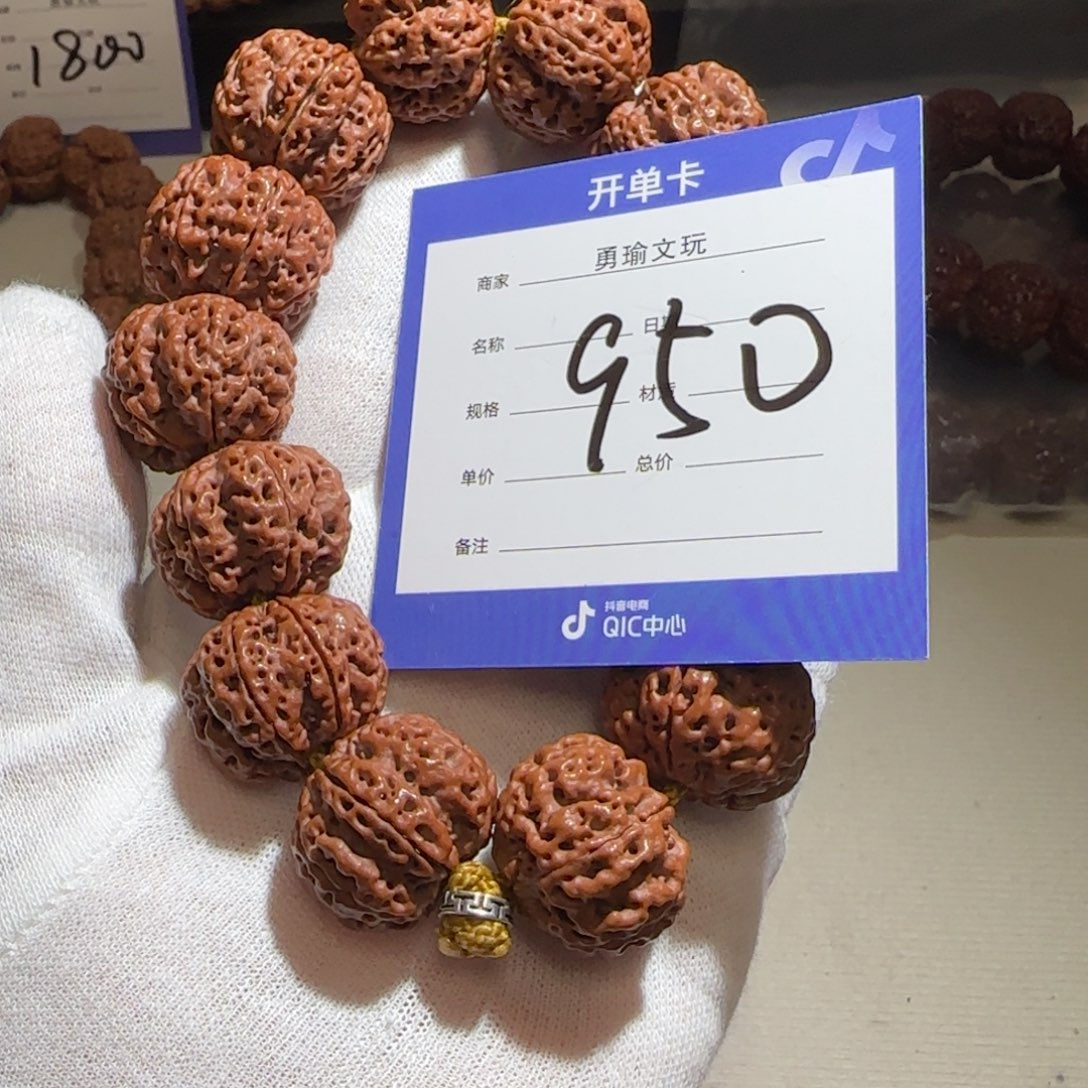 1800
开单卡
商家 勇瑜文玩
名称 日期
950
规格 材质
单价 总价
备注
抖音电商
QIC中心